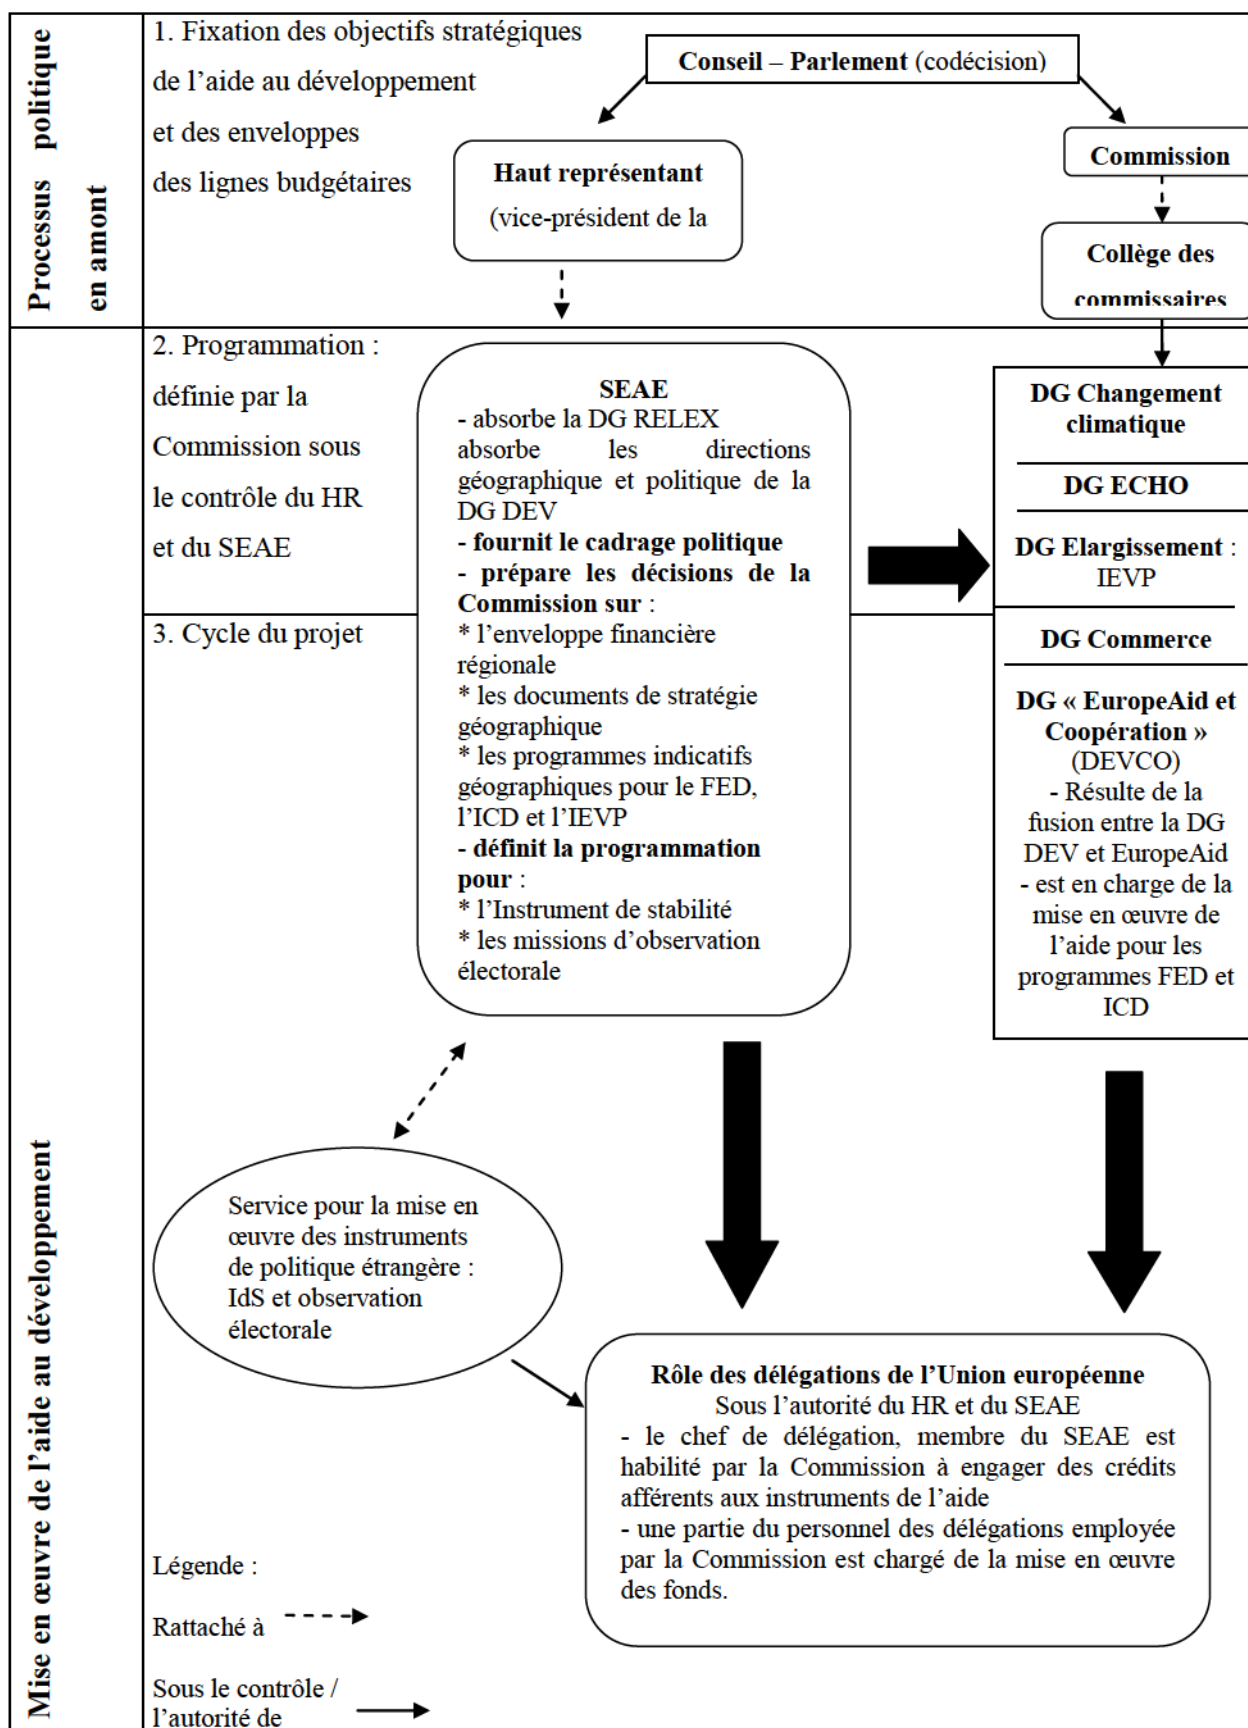 Processus politique
en amont
1. Fixation des objectifs stratégiques
de l’aide au développement
et des enveloppes
des lignes budgétaires
Conseil – Parlement (codécision)
Haut représentant
(vice-président de la
Commission
Collège des
commissaires
Mise en œuvre de l’aide au développement
2. Programmation :
définie par la
Commission sous
le contrôle du HR
et du SEAE
3. Cycle du projet
SEAE
- absorbe la DG RELEX
absorbe les directions
géographique et politique de la
DG DEV
- fournit le cadrage politique
- prépare les décisions de la
Commission sur :
* l’enveloppe financière
régionale
* les documents de stratégie
géographique
* les programmes indicatifs
géographiques pour le FED,
l’ICD et l’IEVP
- définit la programmation
pour :
* l’Instrument de stabilité
* les missions d’observation
électorale
DG Changement
climatique
DG ECHO
DG Elargissement :
IEVP
DG Commerce
DG « EuropeAid et
Coopération »
(DEVCO)
- Résulte de la
fusion entre la DG
DEV et EuropeAid
- est en charge de la
mise en œuvre de
l’aide pour les
programmes FED et
ICD
Service pour la mise en
œuvre des instruments
de politique étrangère :
IdS et observation
électorale
Rôle des délégations de l’Union européenne
Sous l’autorité du HR et du SEAE
- le chef de délégation, membre du SEAE est
habilité par la Commission à engager des crédits
afférents aux instruments de l’aide
- une partie du personnel des délégations employée
par la Commission est chargé de la mise en œuvre
des fonds.
Légende :
Rattaché à
Sous le contrôle /
l’autorité de